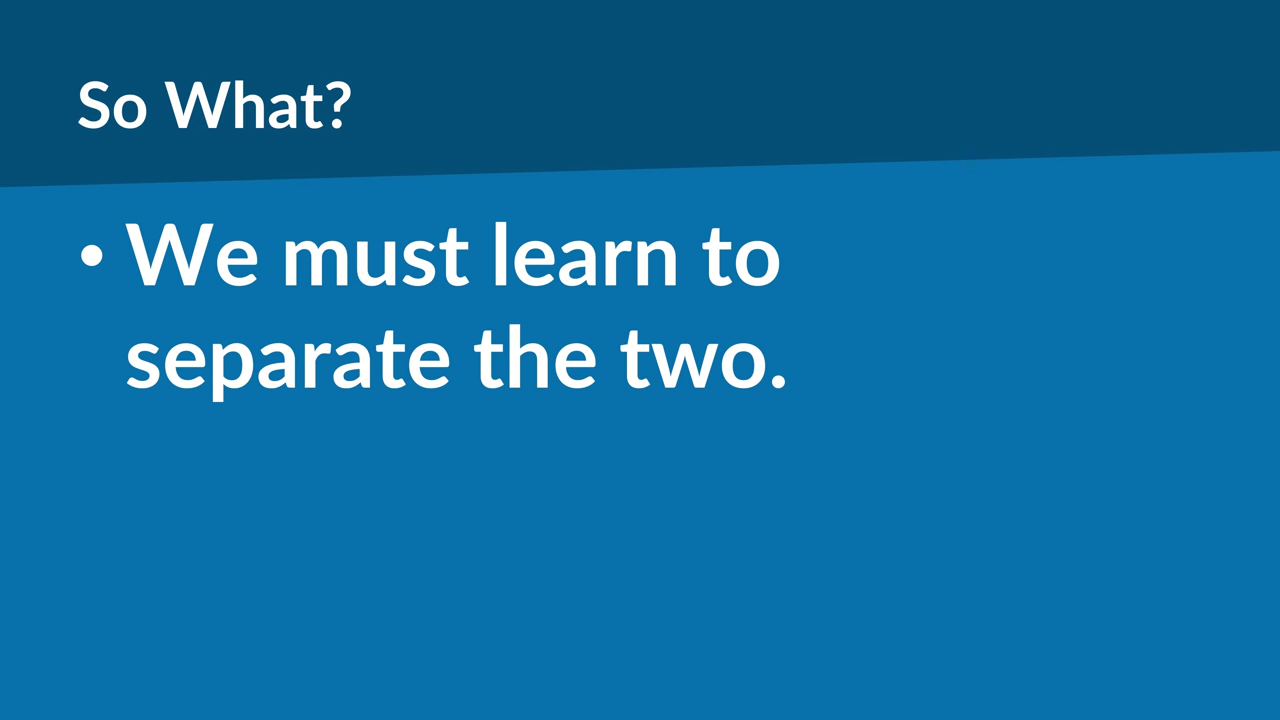 So What?
• We must learn to
separate the two.